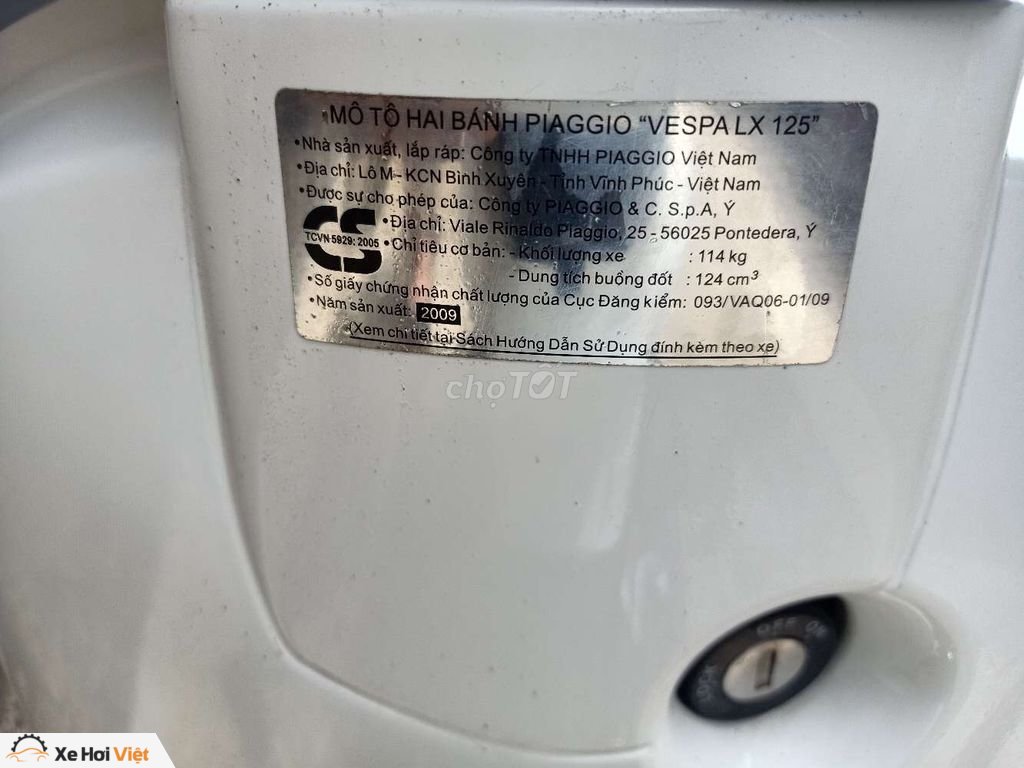 MÔ TÔ HAI BÁNH PIAGGIO "VESPA LX 125"
•Nhà sản xuất, lắp ráp: Công ty TNHH PIAGGIO Việt Nam
•Địa chỉ: Lô M - KCN Bình Xuyên - Tỉnh Vĩnh Phúc - Việt Nam
•Được sự cho phép của: Công ty PIAGGIO & C. S.p.A, Ý
•Địa chỉ: Viale Rinaldo Piaggio, 25 - 56025 Pontedera, Ý
CS
TCVN 5929: 2005
•Chỉ tiêu cơ bản: - Khối lượng xe : 114 kg
- Dung tích buồng đốt : 124 cm³
•Số giấy chứng nhận chất lượng của Cục Đăng kiểm: 093/VAQ06-01/09
•Năm sản xuất: 2009
(Xem chi tiết tại Sách Hướng Dẫn Sử Dụng đính kèm theo xe)
chợTỐT
LOCK OFF ON
Xe Hơi Việt